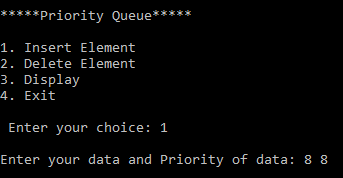 *****Priority Queue*****
1. Insert Element
2. Delete Element
3. Display
4. Exit
Enter your choice: 1
Enter your data and Priority of data: 8 8